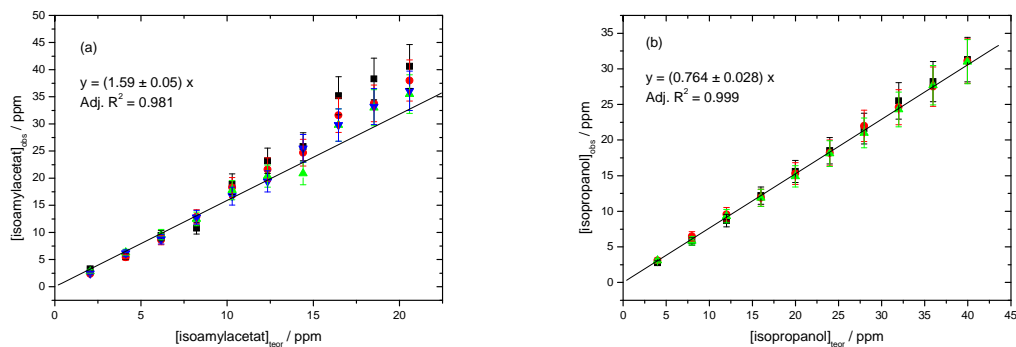 50
45
40
35
30
25
20
15
10
5
0
(a)
y = (1.59 ± 0.05) x
Adj. R² = 0.981
[isoamylacetat]obs / ppm
0 5 10 15 20
[isoamylacetat]teor / ppm
35
30
25
20
15
10
5
0
(b)
y = (0.764 ± 0.028) x
Adj. R² = 0.999
[isopropanol]obs / ppm
0 5 10 15 20 25 30 35 40 45
[isopropanol]teor / ppm